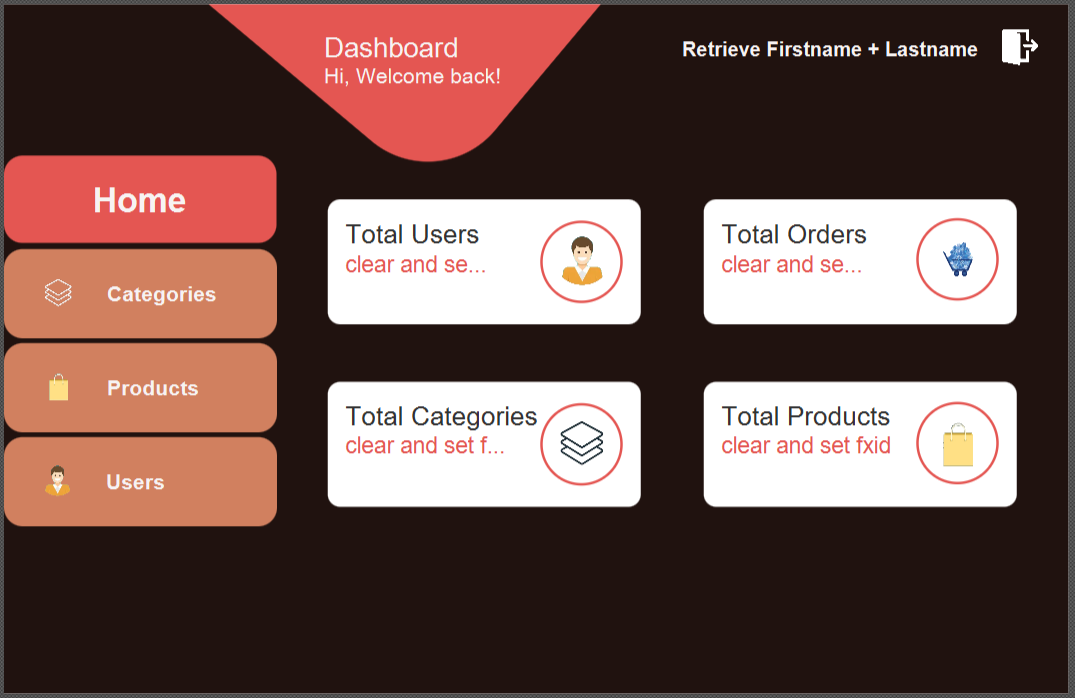 Dashboard
Hi, Welcome back!
Retrieve Firstname + Lastname
Home
Categories
Products
Users
Total Users
clear and se...
Total Orders
clear and se...
Total Categories
clear and set f...
Total Products
clear and set fxid